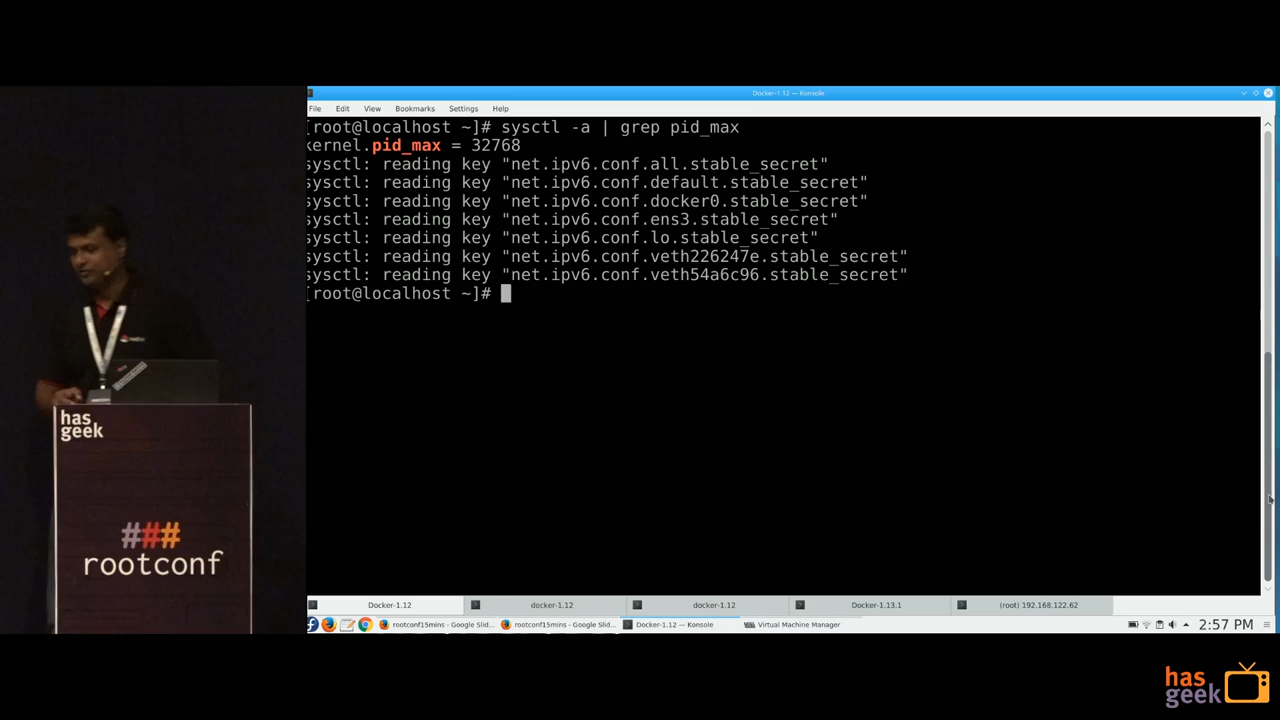 Docker-1.12 — Konsole
File Edit View Bookmarks Settings Help
[root@localhost ~]# sysctl -a | grep pid_max
kernel.pid_max = 32768
sysctl: reading key "net.ipv6.conf.all.stable_secret"
sysctl: reading key "net.ipv6.conf.default.stable_secret"
sysctl: reading key "net.ipv6.conf.docker0.stable_secret"
sysctl: reading key "net.ipv6.conf.ens3.stable_secret"
sysctl: reading key "net.ipv6.conf.lo.stable_secret"
sysctl: reading key "net.ipv6.conf.veth226247e.stable_secret"
sysctl: reading key "net.ipv6.conf.veth54a6c96.stable_secret"
[root@localhost ~]#
has
geek
###
rootconf
Docker-1.12 docker-1.12 docker-1.12 Docker-1.13.1 (root) 192.168.122.62
rootconf15mins - Google Slid... rootconf15mins - Google Slid... Docker-1.12 — Konsole Virtual Machine Manager 2:57 PM
has
geek